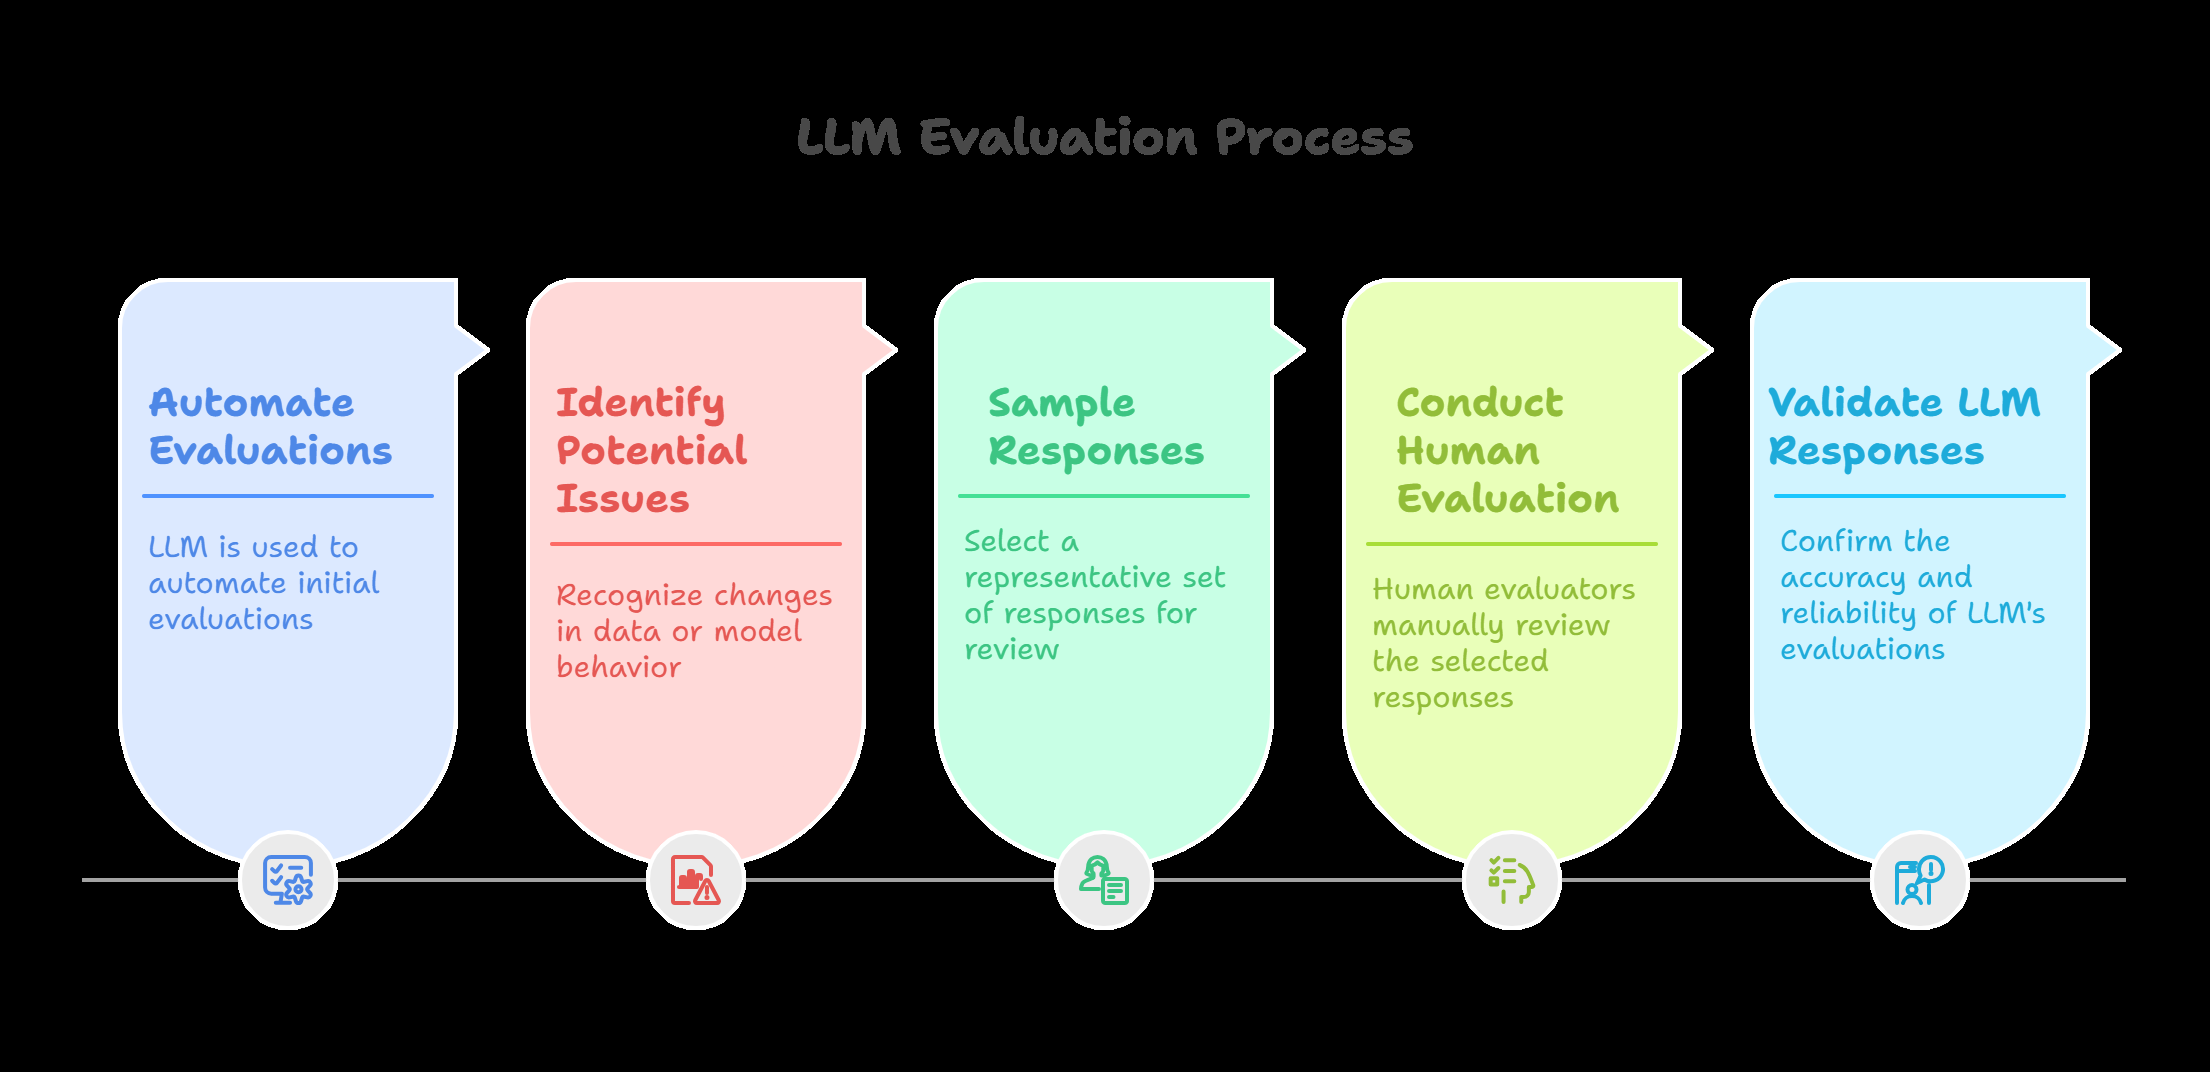 LLM Evaluation Process
Automate
Evaluations
LLM is used to
automate initial
evaluations
Identify
Potential
Issues
Recognize changes
in data or model
behavior
Sample
Responses
Select a
representative set
of responses for
review
Conduct
Human
Evaluation
Human evaluators
manually review
the selected
responses
Validate LLM
Responses
Confirm the
accuracy and
reliability of LLM's
evaluations